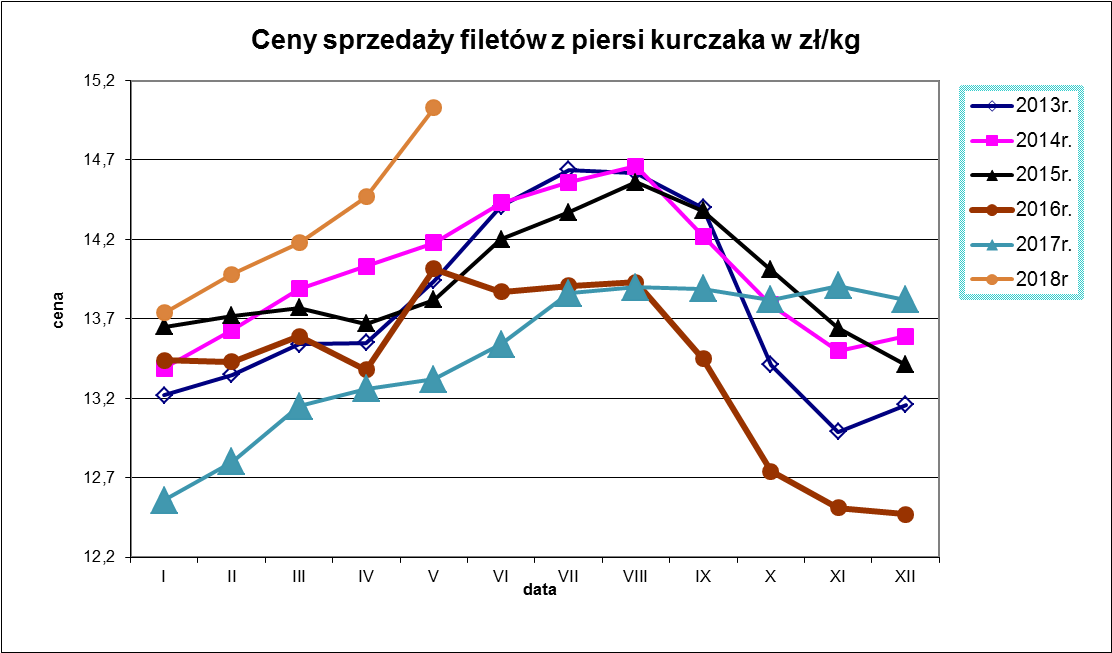 Ceny sprzedaży filetów z piersi kurczaka w zł/kg
15,2
14,7
14,2
13,7
13,2
12,7
12,2
cena
I II III IV V VI VII VIII IX X XI XII
data
2013r.
2014r.
2015r.
2016r.
2017r.
2018r